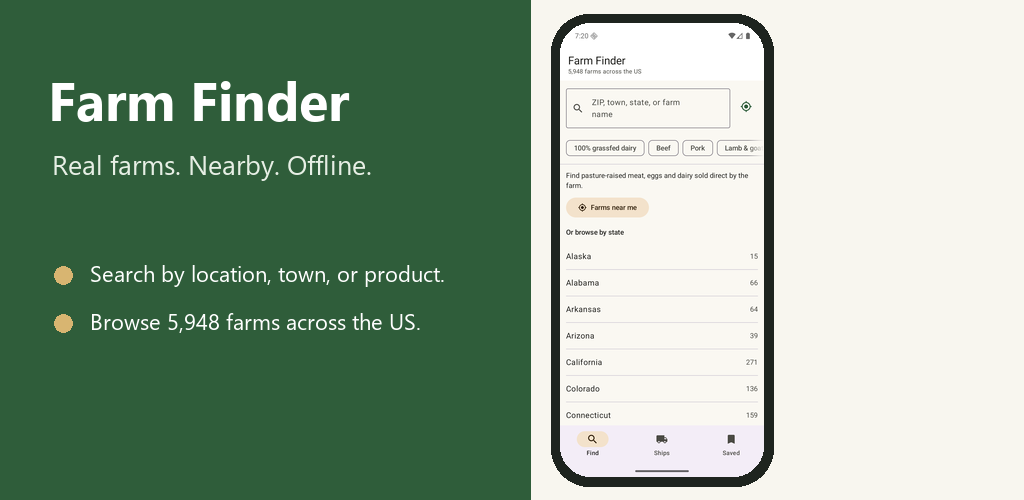 Farm Finder
Real farms. Nearby. Offline.
Search by location, town, or product.
Browse 5,948 farms across the US.
7:20
Farm Finder
5,948 farms across the US
ZIP, town, state, or farm
name
100% grassfed dairy
Beef
Pork
Lamb & goa
Find pasture-raised meat, eggs and dairy sold direct by the
farm.
Farms near me
Or browse by state
Alaska 15
Alabama 66
Arkansas 64
Arizona 39
California 271
Colorado 136
Connecticut 159
Find
Ships
Saved